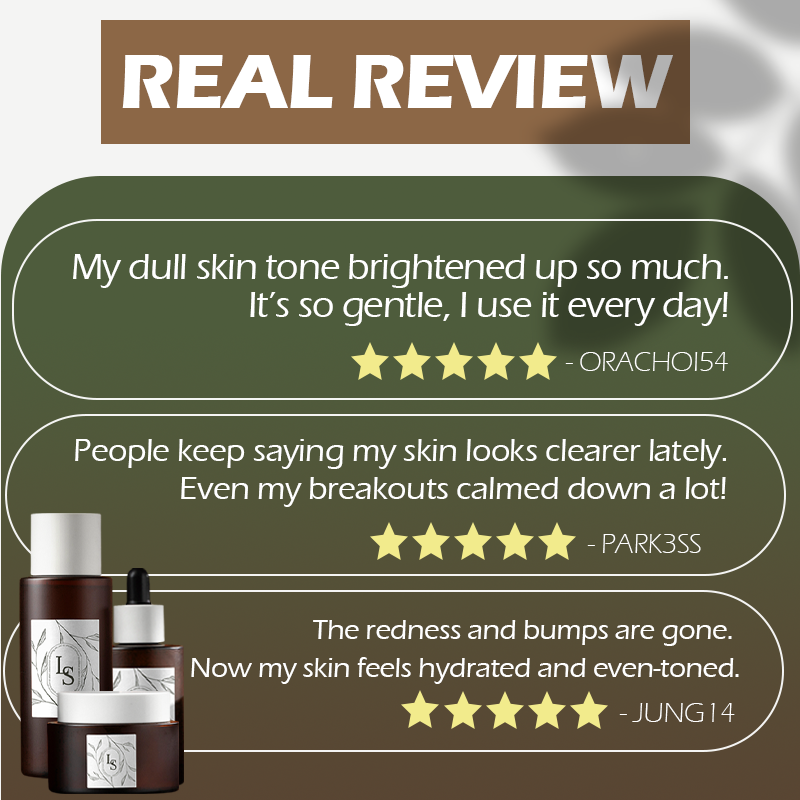 REAL REVIEW
My dull skin tone brightened up so much.
It's so gentle, I use it every day!
- ORACHOI54
People keep saying my skin looks clearer lately.
Even my breakouts calmed down a lot!
- PARK3SS
The redness and bumps are gone.
Now my skin feels hydrated and even-toned.
- JUNG14
LS
LS